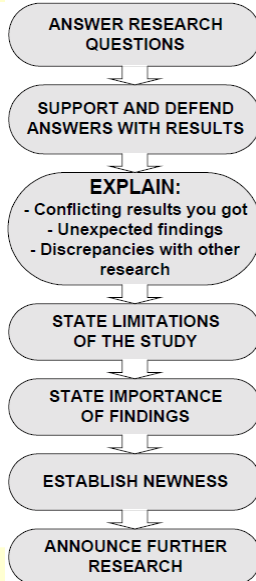 ANSWER RESEARCH
QUESTIONS
SUPPORT AND DEFEND
ANSWERS WITH RESULTS
EXPLAIN:
- Conflicting results you got
- Unexpected findings
- Discrepancies with other
research
STATE LIMITATIONS
OF THE STUDY
STATE IMPORTANCE
OF FINDINGS
ESTABLISH NEWNESS
ANNOUNCE FURTHER
RESEARCH